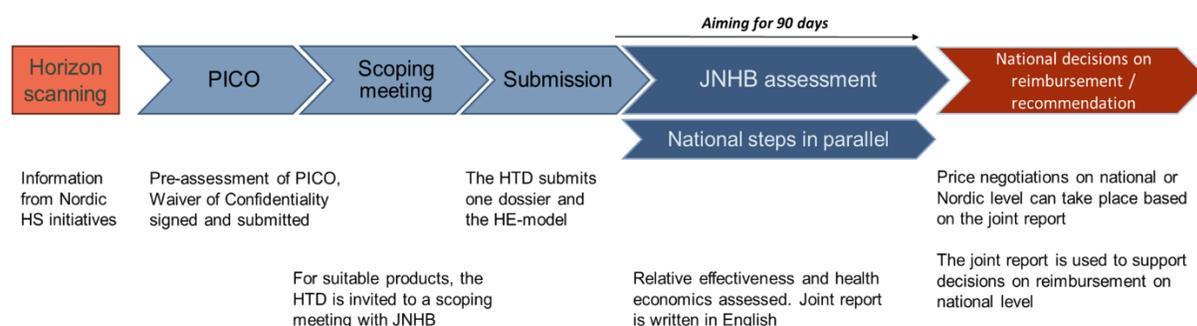 Aiming for 90 days
Horizon
scanning
PICO
Scoping
meeting
Submission
JNHB assessment
National decisions on
reimbursement /
recommendation
National steps in parallel
Information
from Nordic
HS initiatives
Pre-assessment of PICO,
Waiver of Confidentiality
signed and submitted
The HTD submits
one dossier and
the HE-model
Price negotiations on national or
Nordic level can take place based
on the joint report
For suitable products, the
HTD is invited to a scoping
meeting with JNHB
Relative effectiveness and health
economics assessed. Joint report
is written in English
The joint report is used to support
decisions on reimbursement on
national level